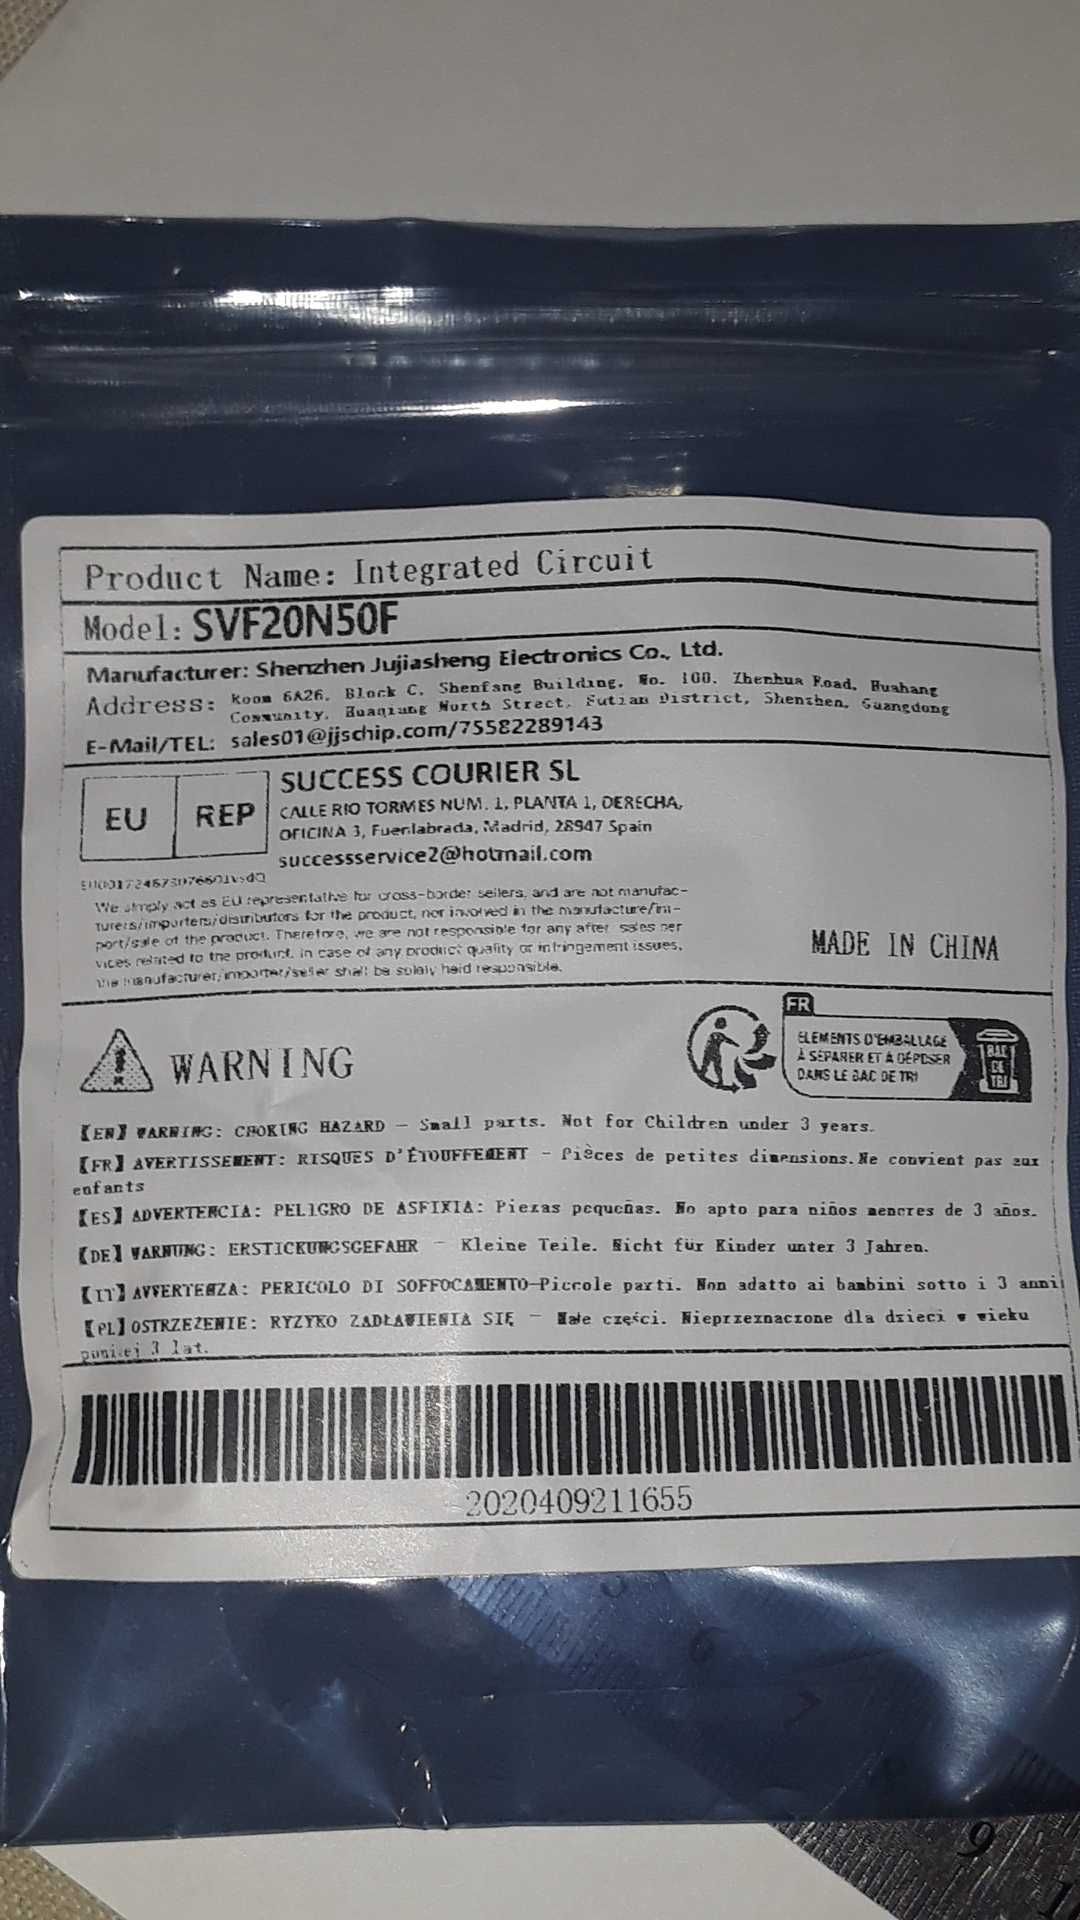 Product Name: Integrated Circuit
Model: SVF20N50F
Manufacturer: Shenzhen Jujiasheng Electronics Co., Ltd.
Address: Room 6A26, Block C, Shenfang Building, No. 100, Zhenhua Road, Huahang
Community, Huaqiang North Street, Futian District, Shenzhen, Guangdong
E-Mail/TEL: sales01@jjschip.com/75582289143
EU REP
SUCCESS COURIER SL
CALLE RIO TORMES NUM. 1, PLANTA 1, DERECHA,
OFICINA 3, Fuenlabrada, Madrid, 28947 Spain
successservice2@hotmail.com
We simply act as EU representative for cross-border sellers, and are not manufac-
turers/importers/distributors for the product, nor involved in the manufacture/im-
port/sale of the product. Therefore, we are not responsible for any after sales ser
vices related to the product. In case of any product quality or infringement issues,
the manufacturer/importer/seller shall be solely held responsible.
MADE IN CHINA
WARNING
FR
ELEMENTS D'EMBALLAGE
À SÉPARER ET À DÉPOSER
DANS LE BAC DE TRI
BAC
DE
TRI
【EN】WARNING: CHOKING HAZARD — Small parts. Not for Children under 3 years.
【FR】AVERTISSEMENT: RISQUES D'ÉTOUFFEMENT — Pièces de petites dimensions. Ne convient pas aux
enfants
【ES】ADVERTENCIA: PELIGRO DE ASFIXIA: Piezas pequeñas. No apto para niños menores de 3 años.
【DE】WARNUNG: ERSTICKUNGSGEFAHR — Kleine Teile. Nicht für Kinder unter 3 Jahren.
【IT】AVVERTENZA: PERICOLO DI SOFFOCAMENTO—Piccole parti. Non adatto ai bambini sotto i 3 anni
【PL】OSTRZEŻENIE: RYZYKO ZADŁAWIENIA SIĘ — Małe części. Nieprzeznaczone dla dzieci w wieku
poniżej 3 lat.
2020409211655
5
6
7
8
9